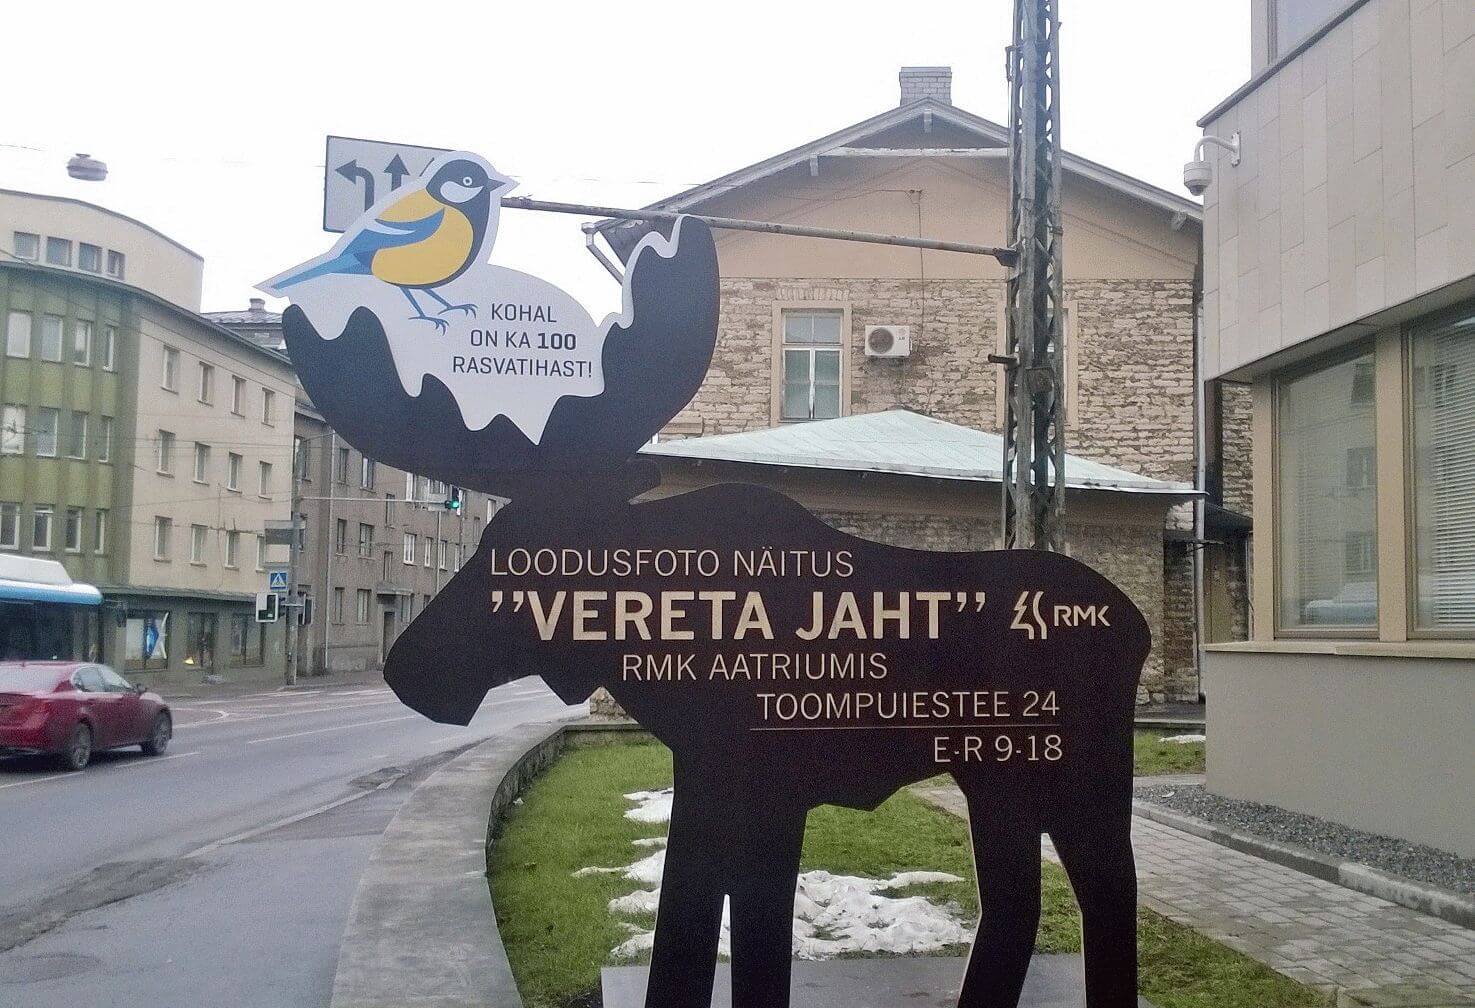 KOHAL
ON KA 100
RASVATIHAST!
LOODUSFOTO NÄITUS
”VERETA JAHT”
RMK
RMK AATRIUMIS
TOOMPUIESTEE 24
E-R 9-18